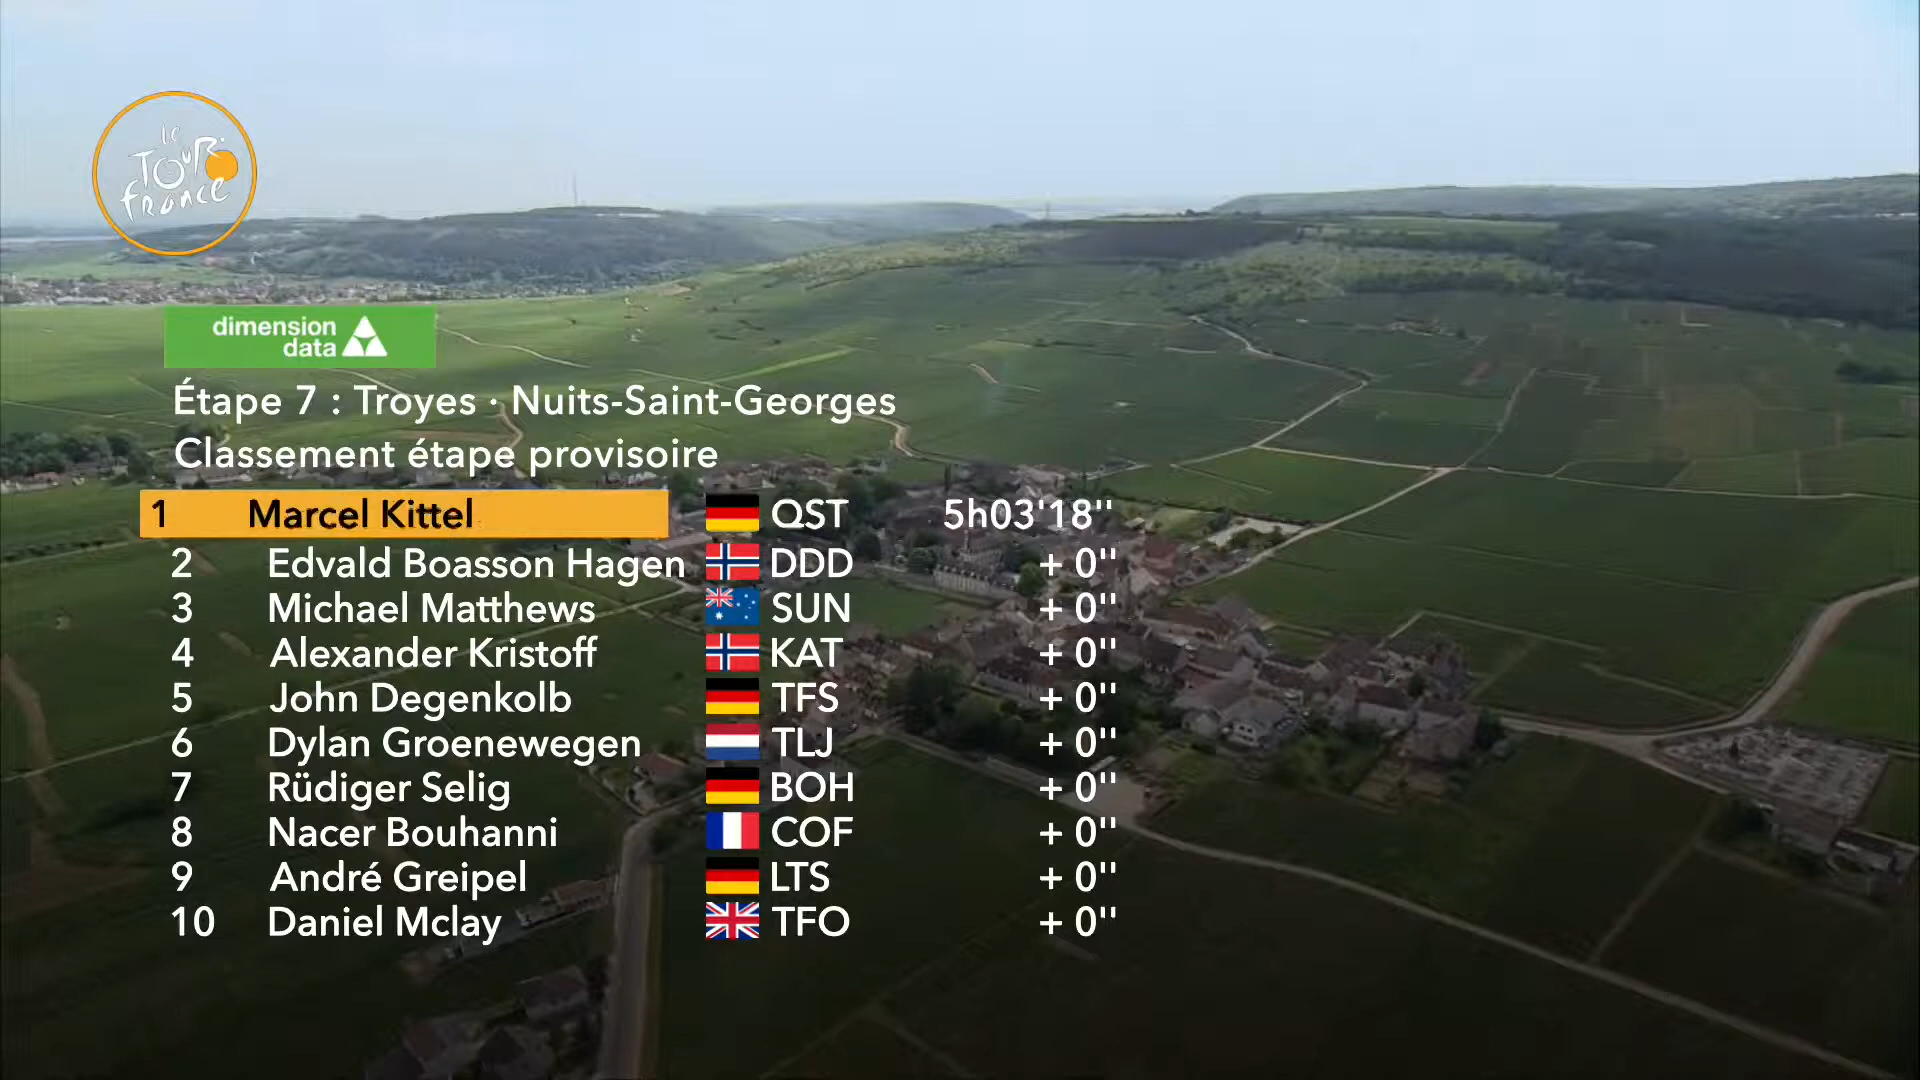 le
TOUR
de
france
dimension
data
Étape 7 : Troyes · Nuits-Saint-Georges
Classement étape provisoire
1 Marcel Kittel QST 5h03'18''
2 Edvald Boasson Hagen DDD + 0''
3 Michael Matthews SUN + 0''
4 Alexander Kristoff KAT + 0''
5 John Degenkolb TFS + 0''
6 Dylan Groenewegen TLJ + 0''
7 Rüdiger Selig BOH + 0''
8 Nacer Bouhanni COF + 0''
9 André Greipel LTS + 0''
10 Daniel Mclay TFO + 0''